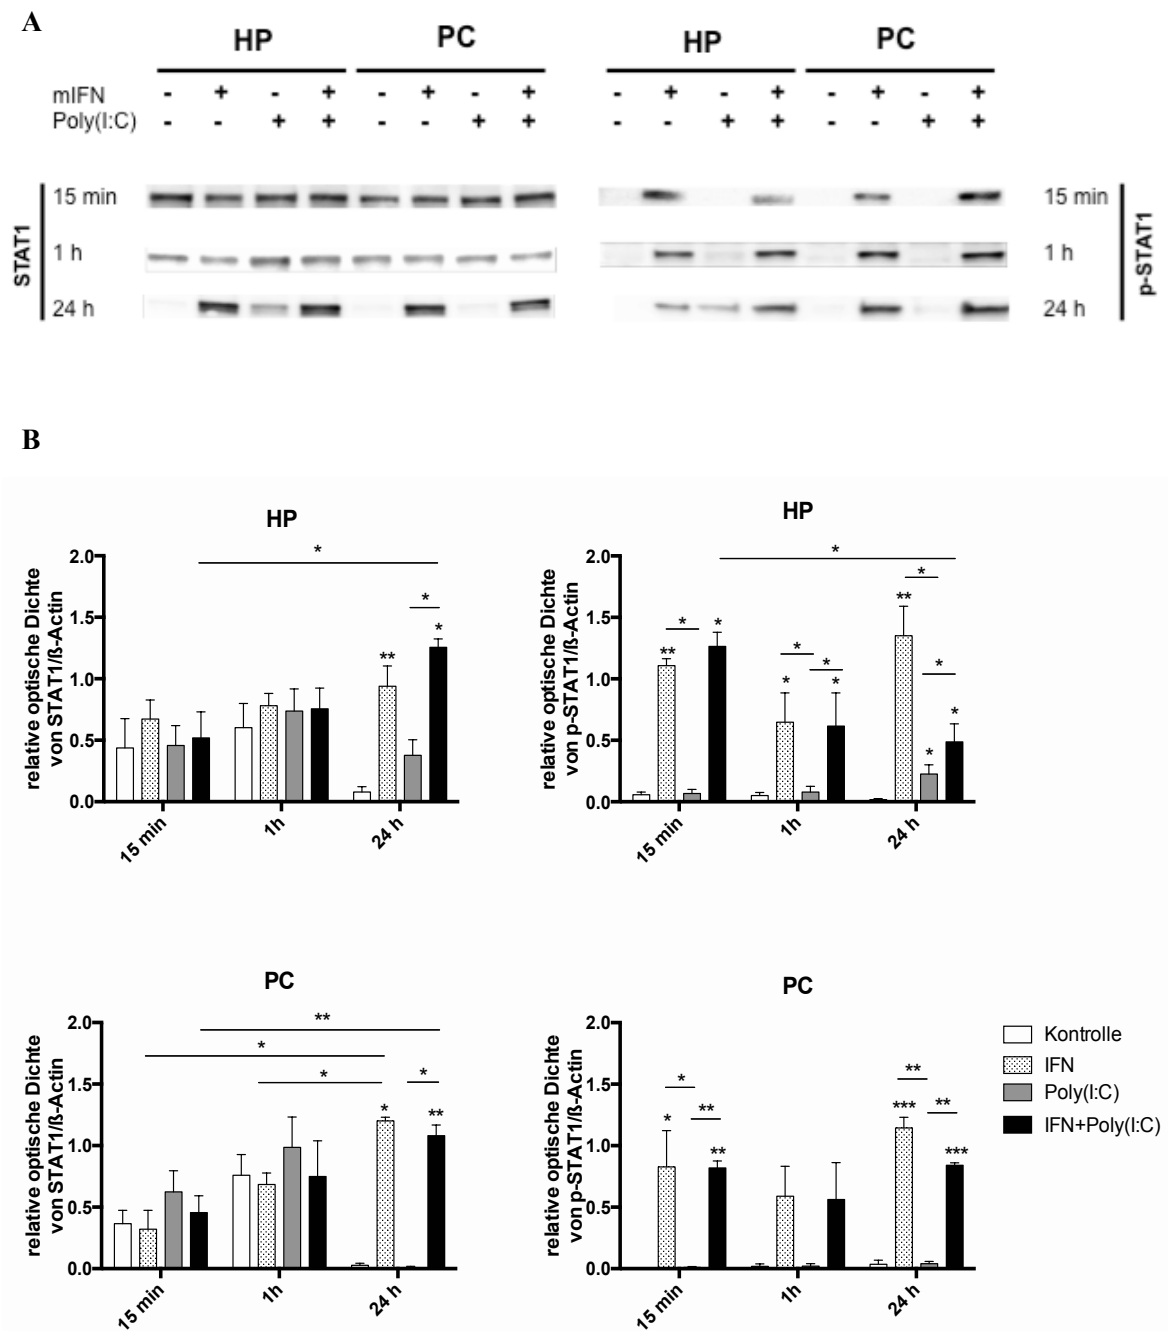 A
HP PC HP PC
mIFN - + - + - + - + - + - + - + - +
Poly(I:C) - - + + - - + + - - + + - - + +
STAT1
15 min
1 h
24 h
15 min
1 h
24 h
p-STAT1
B
HP
relative optische Dichte
von STAT1/ß-Actin
2.0
1.5
1.0
0.5
0.0
* ** * *
15 min 1h 24 h
HP
relative optische Dichte
von p-STAT1/ß-Actin
2.0
1.5
1.0
0.5
0.0
* ** * * * * * * ** * * * *
15 min 1h 24 h
PC
relative optische Dichte
von STAT1/ß-Actin
2.0
1.5
1.0
0.5
0.0
** * * * * **
15 min 1h 24 h
PC
relative optische Dichte
von p-STAT1/ß-Actin
2.0
1.5
1.0
0.5
0.0
* * ** ** ** *** ** ***
15 min 1h 24 h
Kontrolle
IFN
Poly(I:C)
IFN+Poly(I:C)